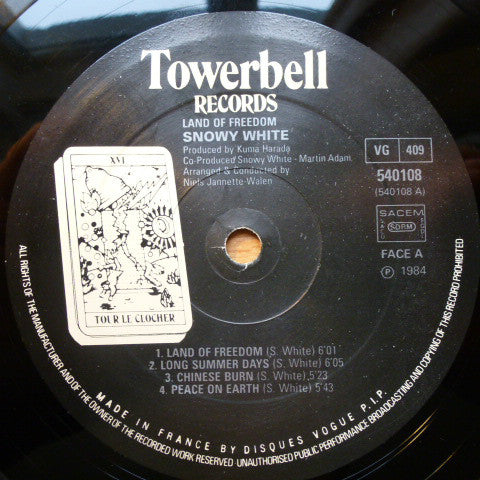 Towerbell
RECORDS
LAND OF FREEDOM
SNOWY WHITE
Produced by Kuma Harada
Co-Produced Snowy White - Martin Adam
Arranged & Conducted by
Niels Jannette-Walen
VG 409
540108
(540108 A)
SACEM
SDRM
FACE A
Ⓟ 1984
XVI
TOUR LE CLOCHER
1. LAND OF FREEDOM (S. White) 6'01
2. LONG SUMMER DAYS (S. White) 6'05
3. CHINESE BURN (S. White) 5'23
4. PEACE ON EARTH (S. White) 5'43
MADE IN FRANCE BY DISQUES VOGUE P.I.P.
ALL RIGHTS OF THE MANUFACTURER AND OF THE OWNER OF THE RECORDED WORK RESERVED · UNAUTHORISED PUBLIC PERFORMANCE BROADCASTING AND COPYING OF THIS RECORD PROHIBITED